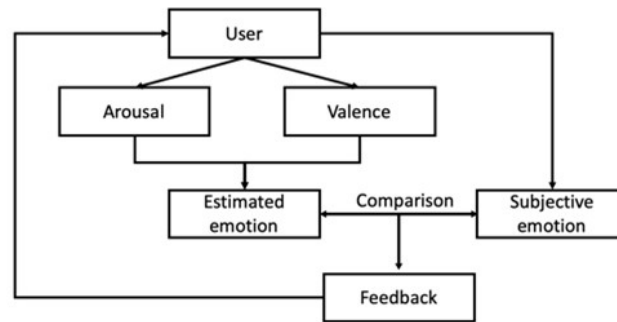 User
Arousal
Valence
Estimated
emotion
Comparison
Subjective
emotion
Feedback